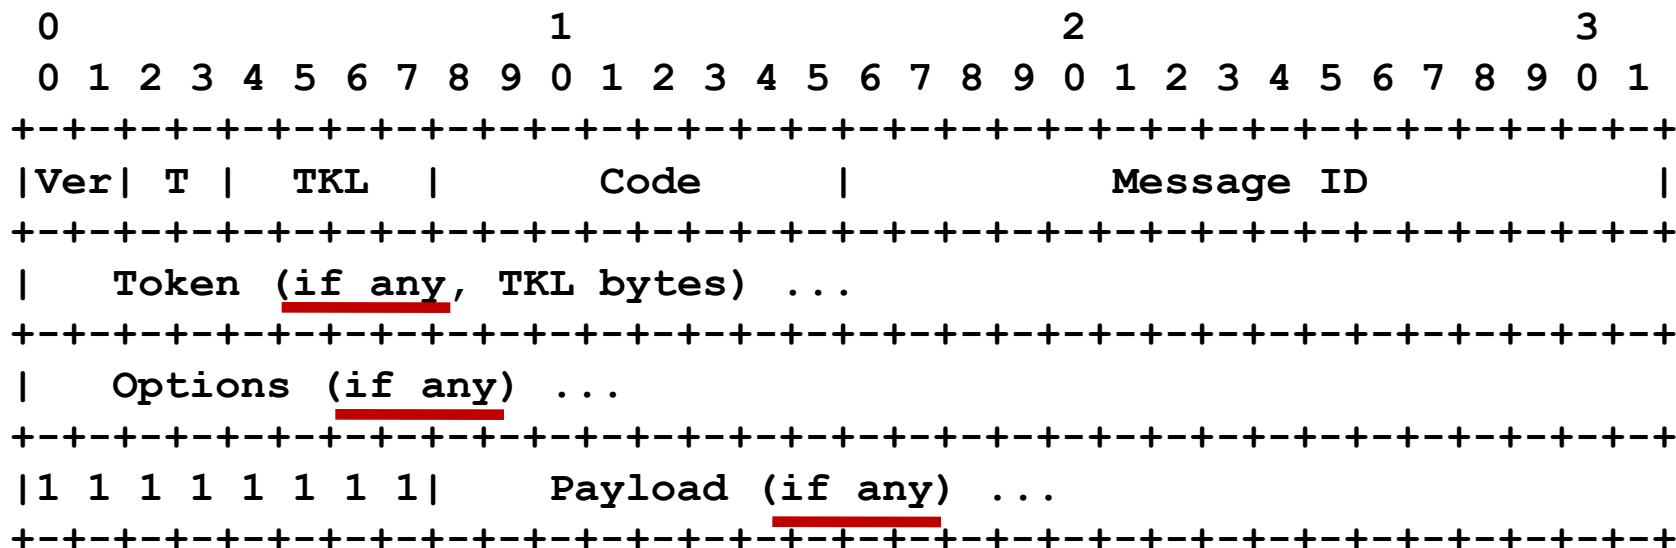 0                   1                   2                   3
 0 1 2 3 4 5 6 7 8 9 0 1 2 3 4 5 6 7 8 9 0 1 2 3 4 5 6 7 8 9 0 1
+-+-+-+-+-+-+-+-+-+-+-+-+-+-+-+-+-+-+-+-+-+-+-+-+-+-+-+-+-+-+-+-+
|Ver| T |  TKL  |      Code     |          Message ID           |
+-+-+-+-+-+-+-+-+-+-+-+-+-+-+-+-+-+-+-+-+-+-+-+-+-+-+-+-+-+-+-+-+
|   Token (if any, TKL bytes) ...
+-+-+-+-+-+-+-+-+-+-+-+-+-+-+-+-+-+-+-+-+-+-+-+-+-+-+-+-+-+-+-+-+
|   Options (if any) ...
+-+-+-+-+-+-+-+-+-+-+-+-+-+-+-+-+-+-+-+-+-+-+-+-+-+-+-+-+-+-+-+-+
|1 1 1 1 1 1 1 1|    Payload (if any) ...
+-+-+-+-+-+-+-+-+-+-+-+-+-+-+-+-+-+-+-+-+-+-+-+-+-+-+-+-+-+-+-+-+